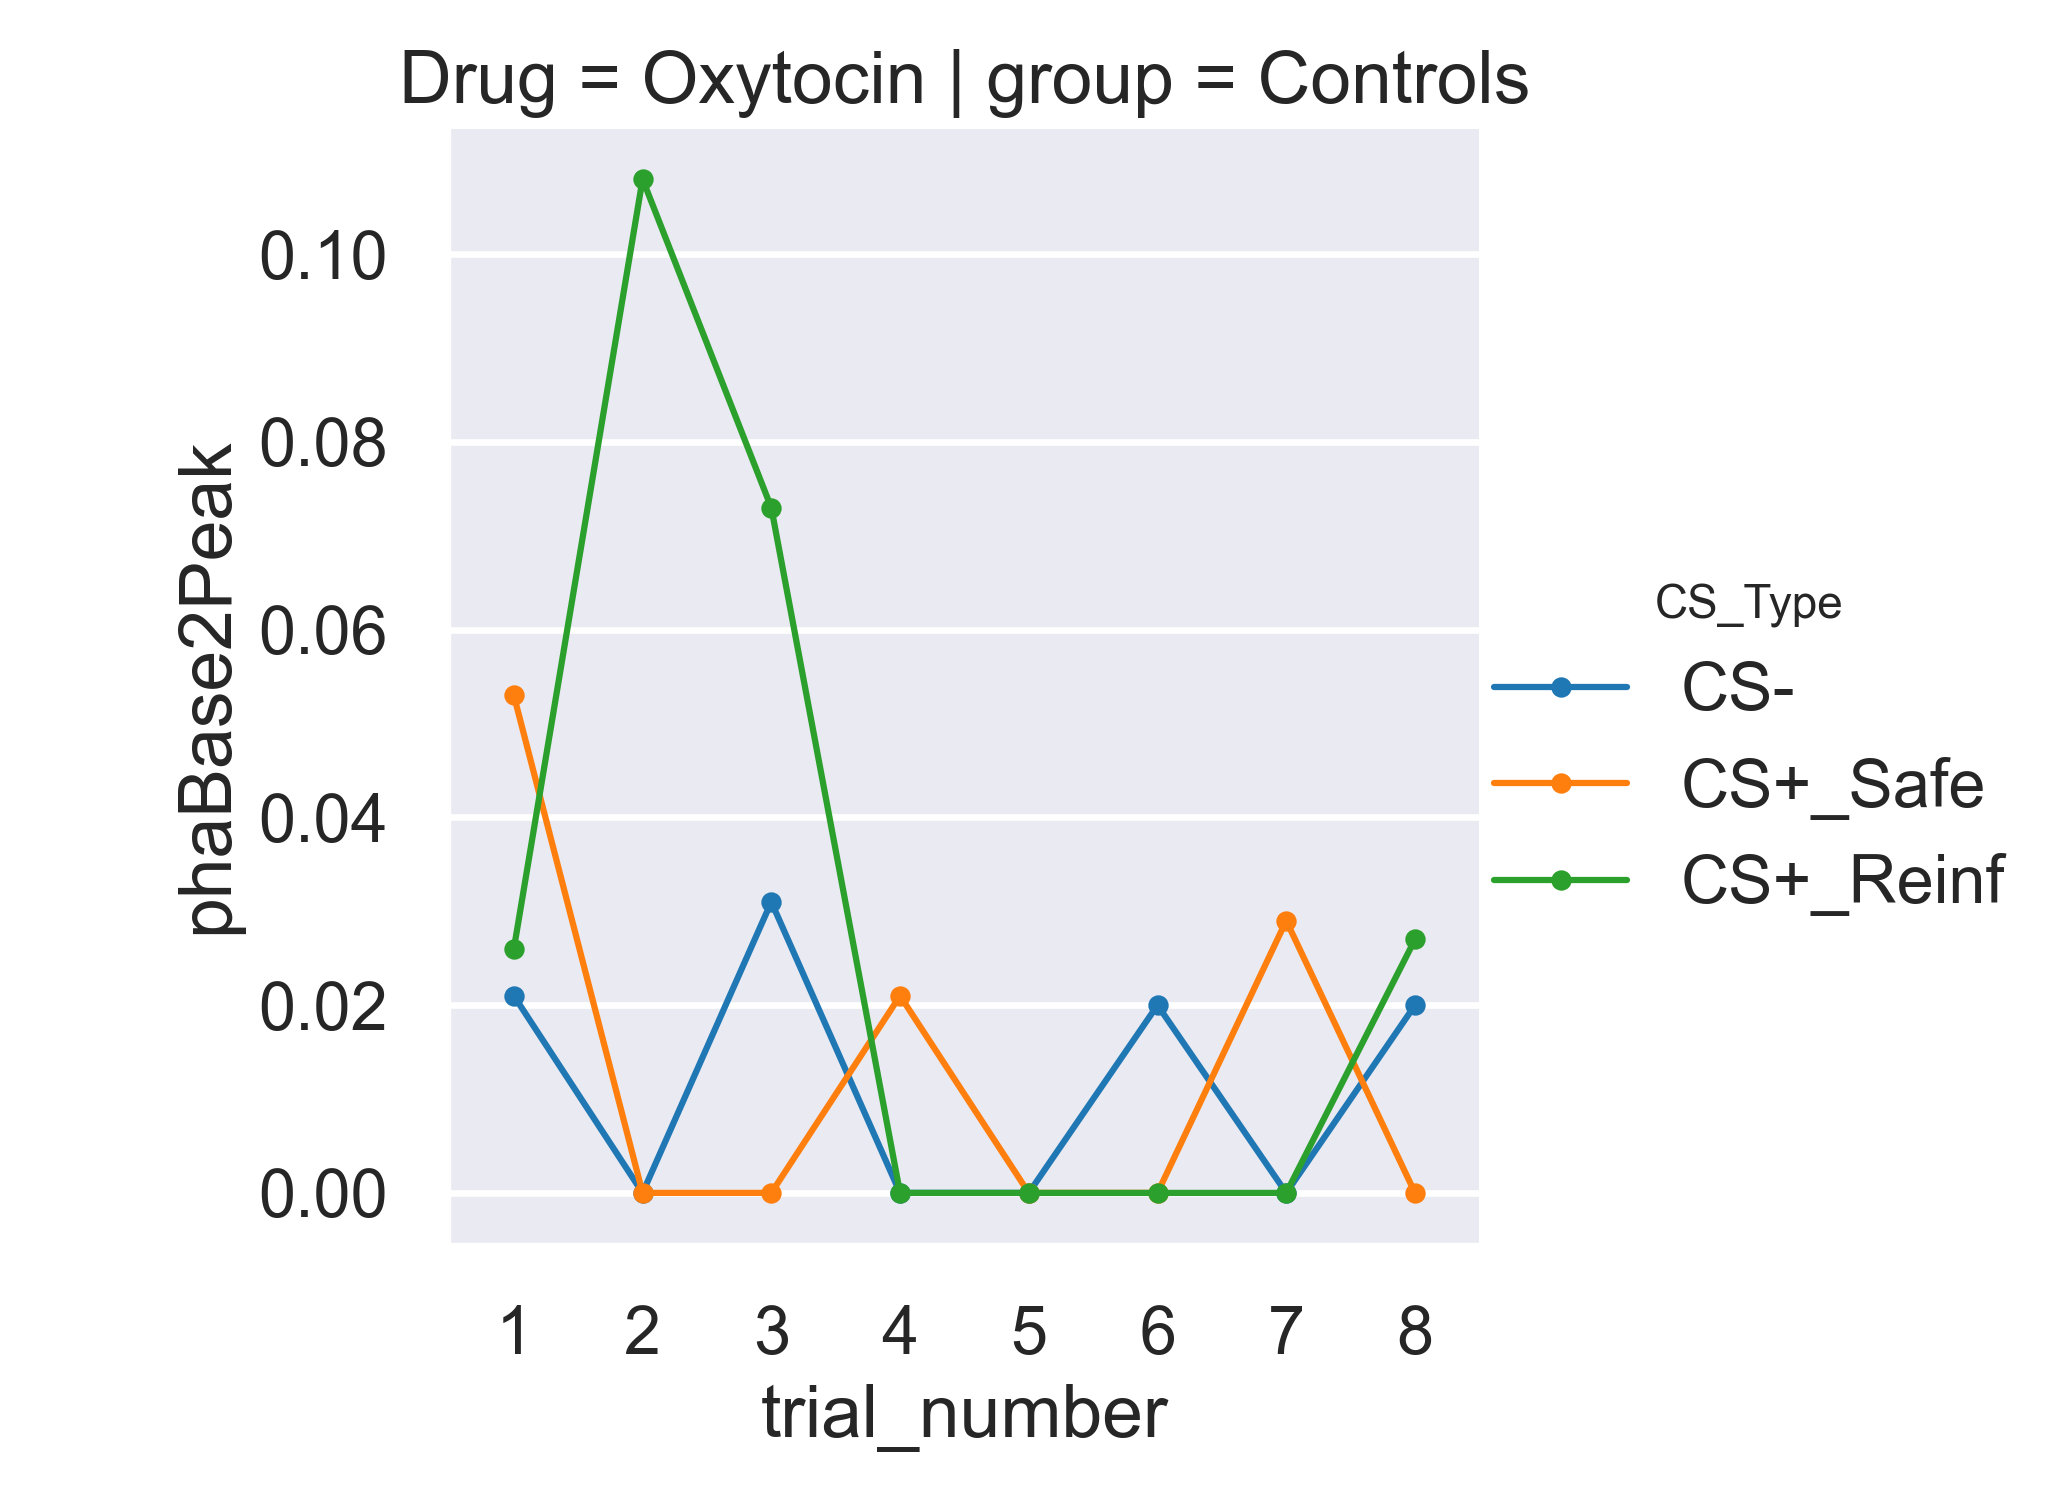 Drug = Oxytocin | group = Controls
phaBase2Peak
0.10
0.08
0.06
0.04
0.02
0.00
1 2 3 4 5 6 7 8
trial_number
CS_Type
CS-
CS+_Safe
CS+_Reinf